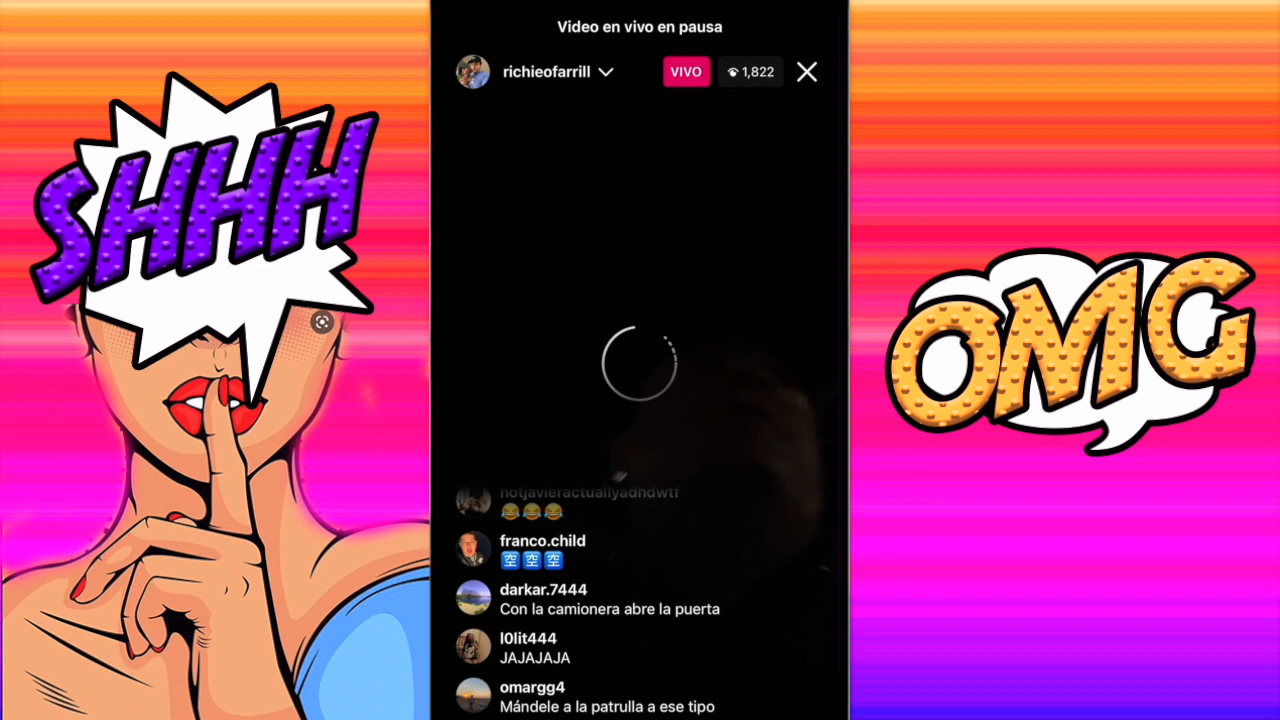 SHHH
Video en vivo en pausa
richieofarrill
VIVO
1,822
OMG
notjavieractuallyadhdwtf
😂😂😂
franco.child
🈳🈳🈳
darkar.7444
Con la camionera abre la puerta
l0lit444
JAJAJAJA
omargg4
Mándele a la patrulla a ese tipo